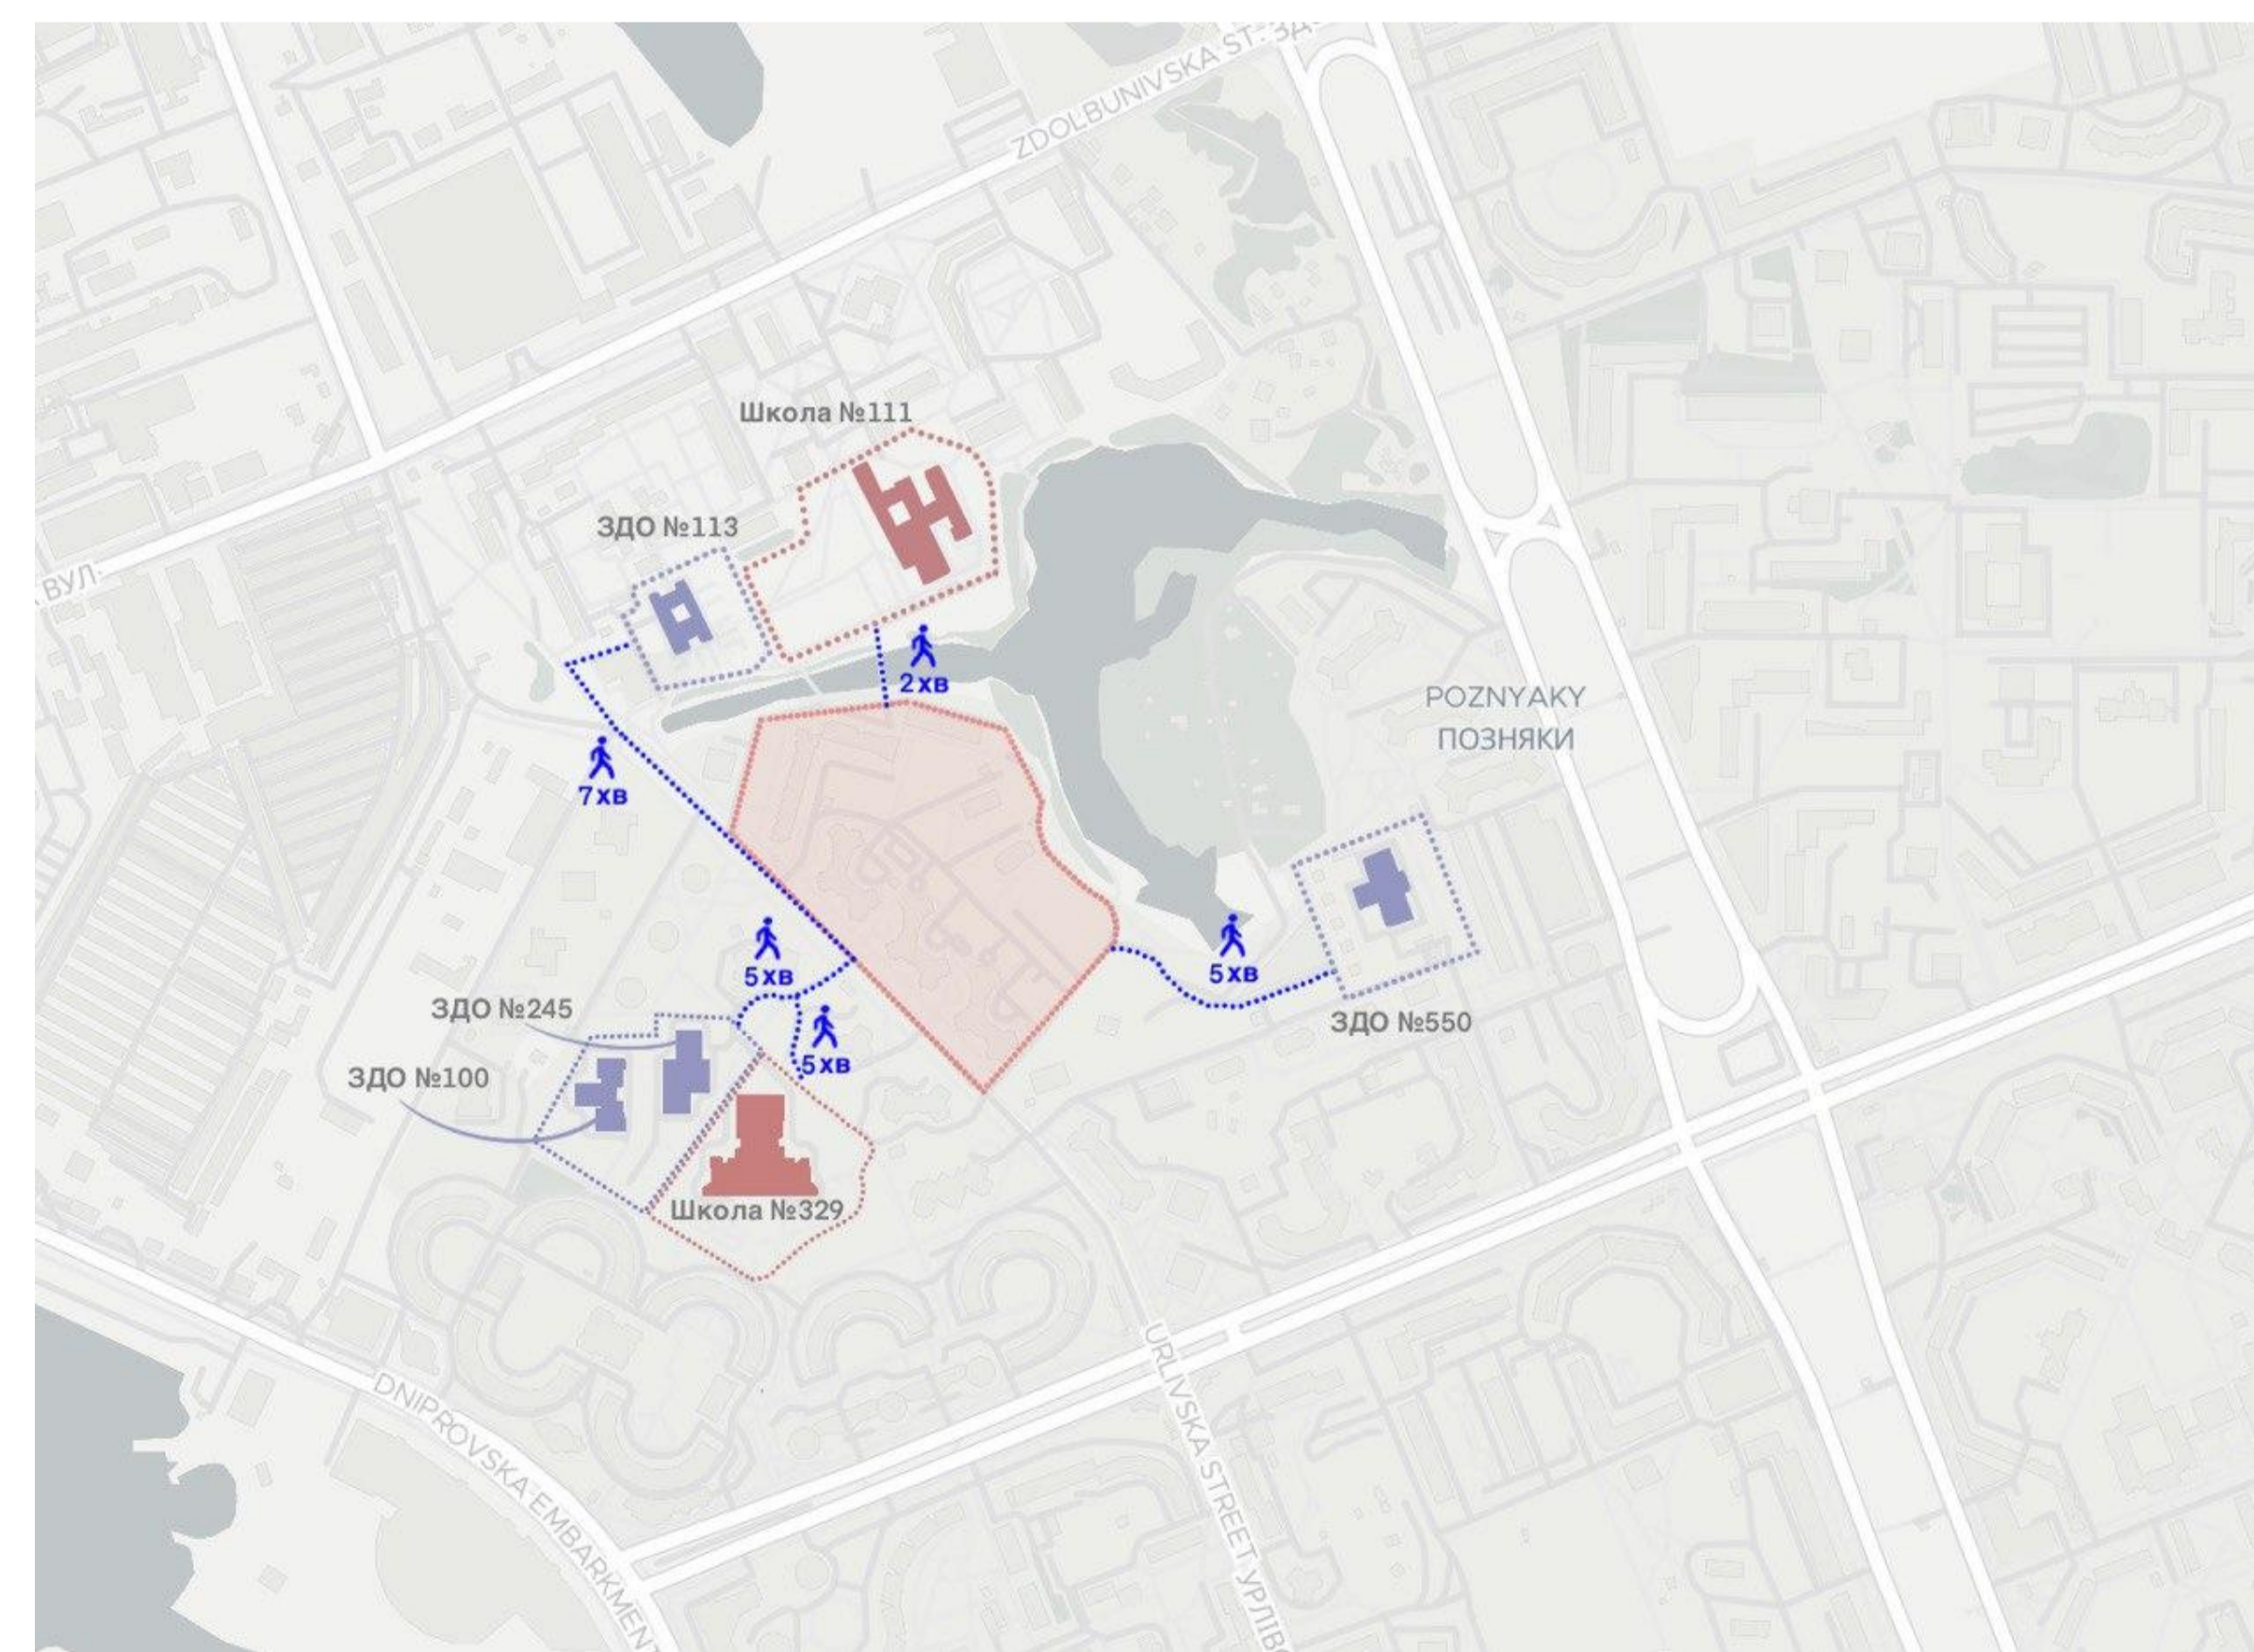 ZDOLBUNIVSKA ST.
Школа №111
ЗДО №113
ВУЛ.
2хв
POZNYAKY
ПОЗНЯКИ
7хв
5хв
5хв
ЗДО №245
ЗДО №550
5хв
ЗДО №100
Школа №329
URLIVSKA STREET
DNIPROVSKA EMBARKMENT